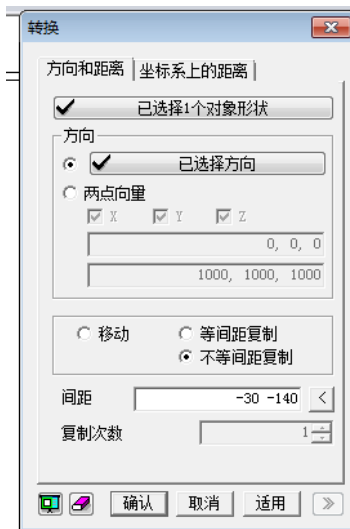 转换
方向和距离 坐标系上的距离
已选择1个对象形状
方向
已选择方向
两点向量
X Y Z
0, 0, 0
1000, 1000, 1000
移动 等间距复制
不等间距复制
间距 -30 -140 <
复制次数 1
确认 取消 适用 >>